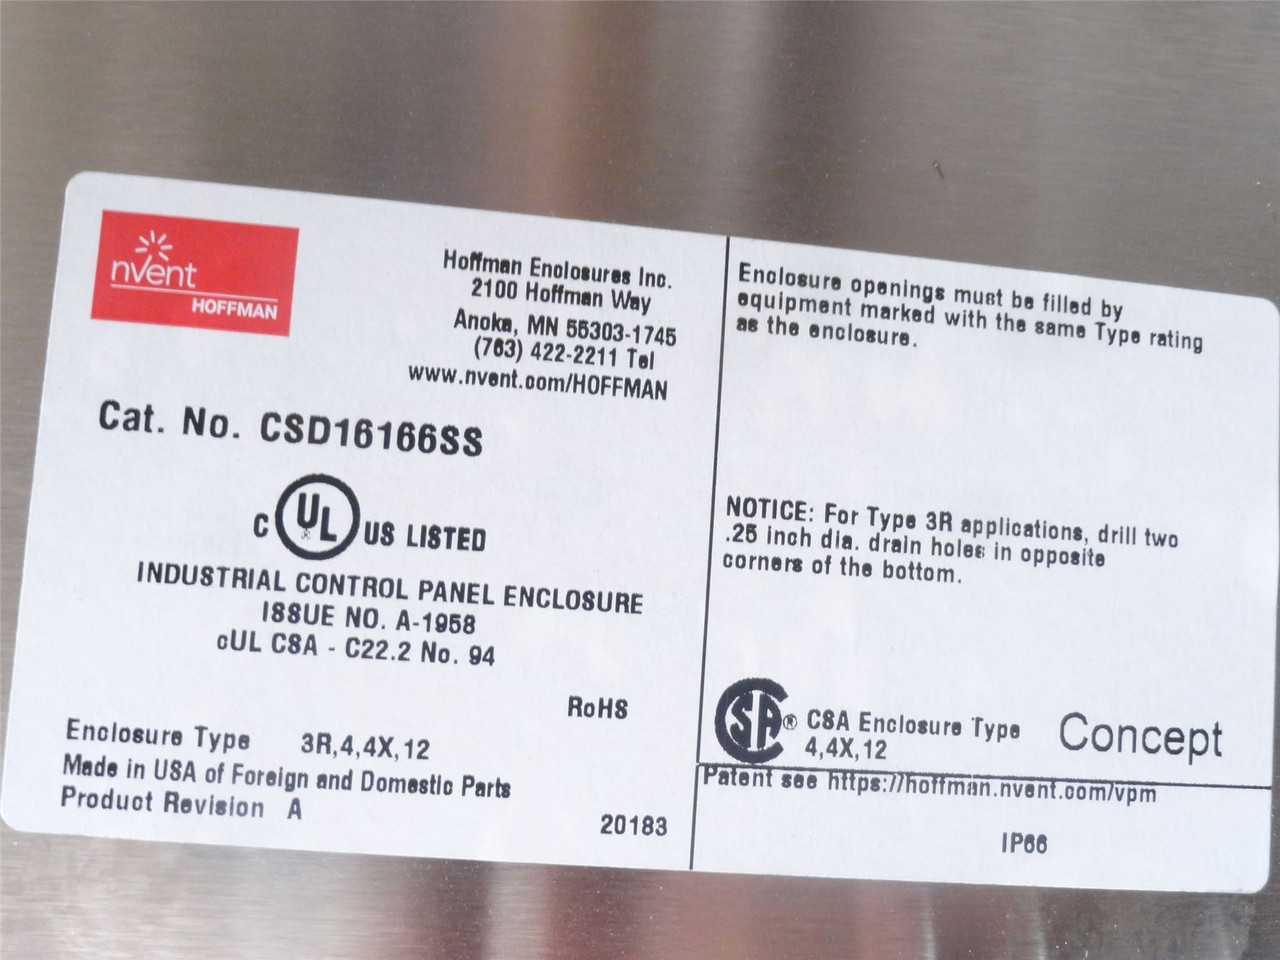 nVent
HOFFMAN
Hoffman Enclosures Inc.
2100 Hoffman Way
Anoka, MN 55303-1745
(763) 422-2211 Tel
www.nvent.com/HOFFMAN
Cat. No. CSD16166SS
C UL ® US LISTED
INDUSTRIAL CONTROL PANEL ENCLOSURE
ISSUE NO. A-1958
cUL CSA - C22.2 No. 94
RoHS
Enclosure Type 3R,4,4X,12
Made in USA of Foreign and Domestic Parts
Product Revision A
20183
Enclosure openings must be filled by
equipment marked with the same Type rating
as the enclosure.
NOTICE: For Type 3R applications, drill two
.25 inch dia. drain holes in opposite
corners of the bottom.
SA® CSA Enclosure Type
4,4X,12
Concept
Patent see https://hoffman.nvent.com/vpm
IP66